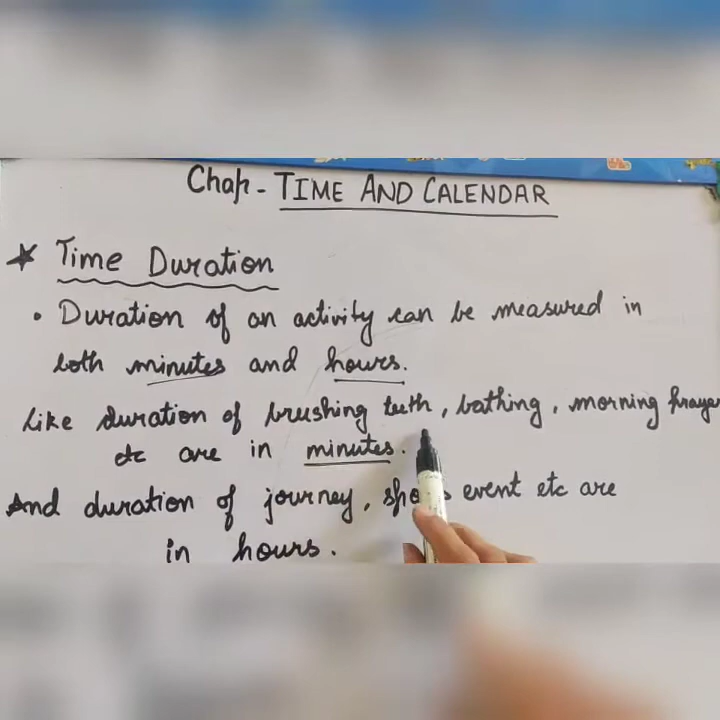 Chap - TIME AND CALENDAR
★ Time Duration
• Duration of an activity can be measured in
both minutes and hours.
Like duration of brushing teeth, bathing, morning praye
etc are in minutes.
And duration of journey, event etc are
in hours.